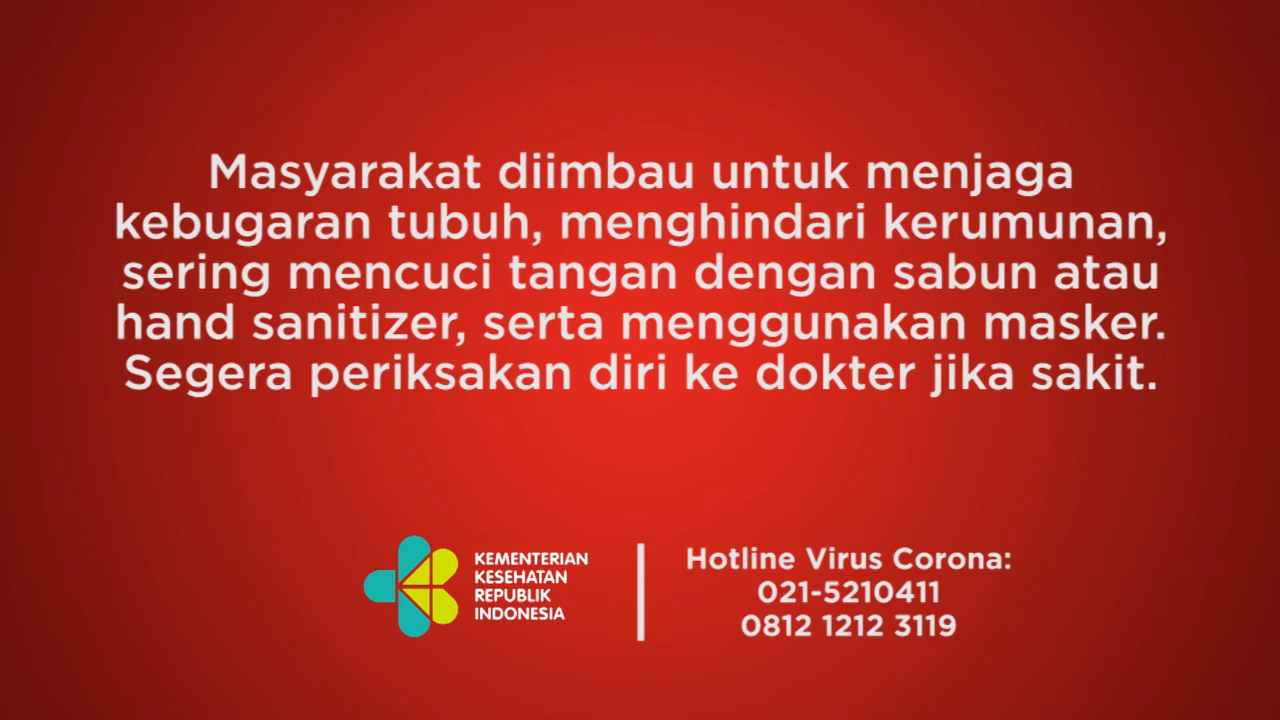 Masyarakat diimbau untuk menjaga
kebugaran tubuh, menghindari kerumunan,
sering mencuci tangan dengan sabun atau
hand sanitizer, serta menggunakan masker.
Segera periksakan diri ke dokter jika sakit.
KEMENTERIAN
KESEHATAN
REPUBLIK
INDONESIA
Hotline Virus Corona:
021-5210411
0812 1212 3119